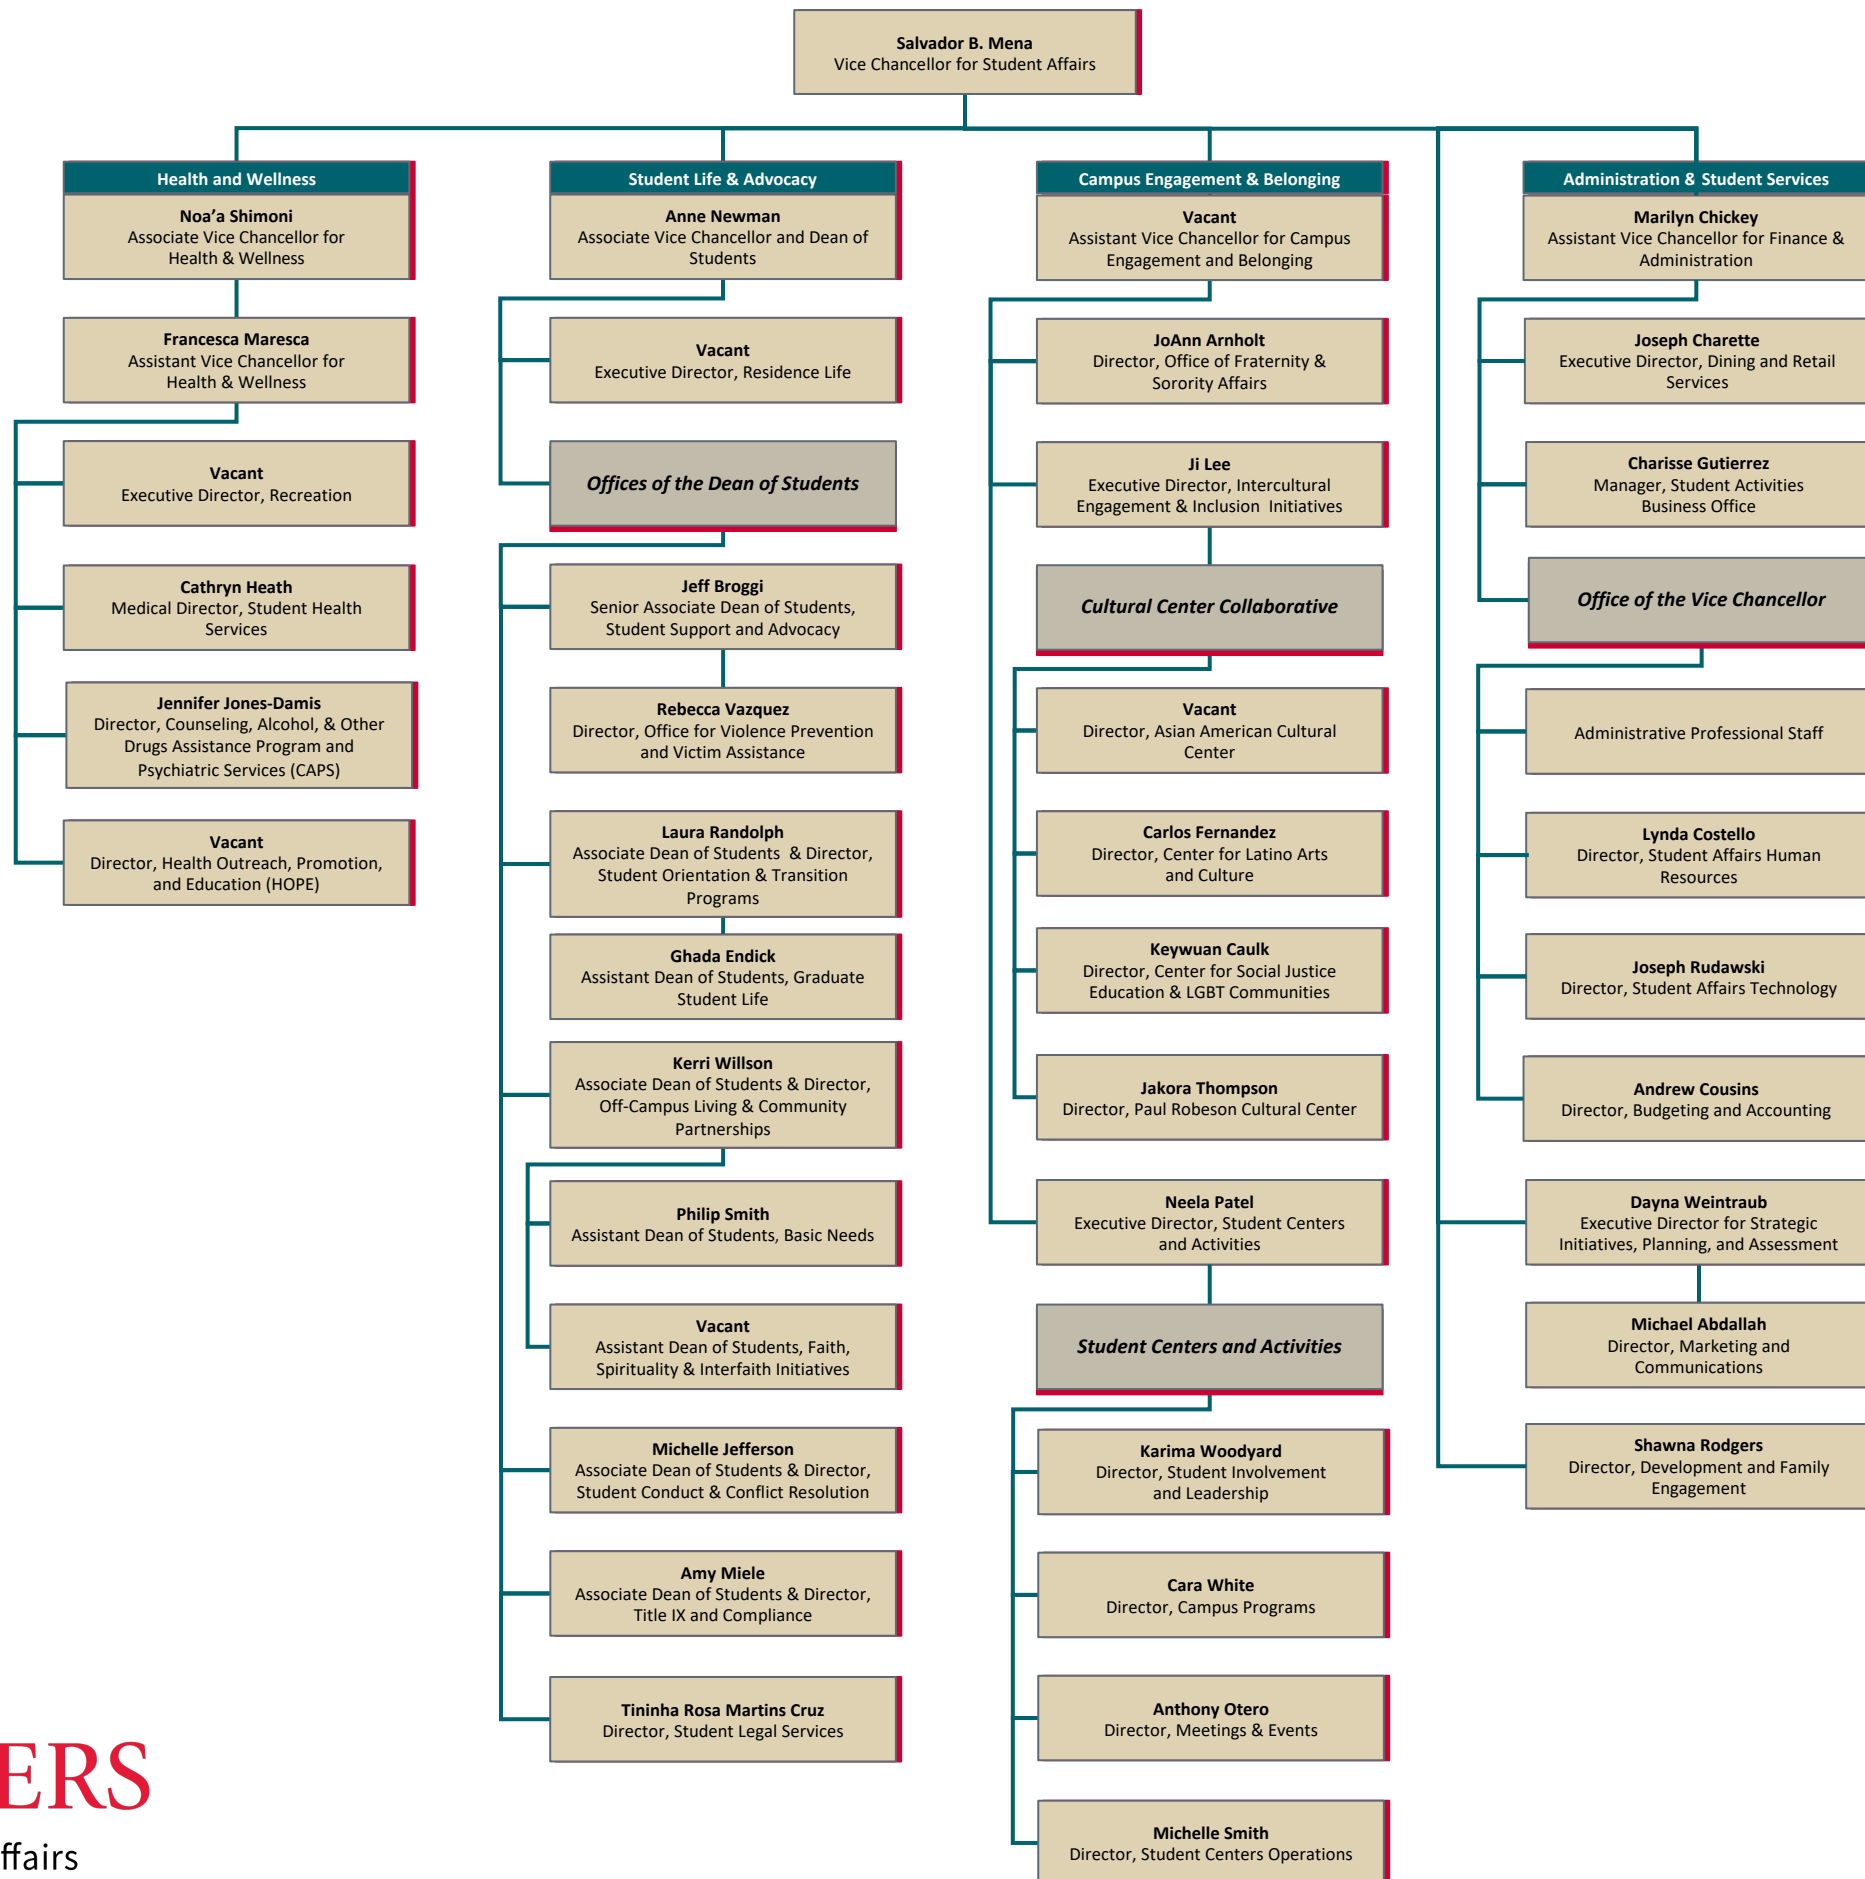 Salvador B. Mena
Vice Chancellor for Student Affairs
Health and Wellness
Noa’a Shimoni
Associate Vice Chancellor for
Health & Wellness
Francesca Maresca
Assistant Vice Chancellor for
Health & Wellness
Vacant
Executive Director, Recreation
Cathryn Heath
Medical Director, Student Health
Services
Jennifer Jones-Damis
Director, Counseling, Alcohol, & Other
Drugs Assistance Program and
Psychiatric Services (CAPS)
Vacant
Director, Health Outreach, Promotion,
and Education (HOPE)
Student Life & Advocacy
Anne Newman
Associate Vice Chancellor and Dean of
Students
Vacant
Executive Director, Residence Life
Offices of the Dean of Students
Jeff Broggi
Senior Associate Dean of Students,
Student Support and Advocacy
Rebecca Vazquez
Director, Office for Violence Prevention
and Victim Assistance
Laura Randolph
Associate Dean of Students & Director,
Student Orientation & Transition
Programs
Ghada Endick
Assistant Dean of Students, Graduate
Student Life
Kerri Willson
Associate Dean of Students & Director,
Off-Campus Living & Community
Partnerships
Philip Smith
Assistant Dean of Students, Basic Needs
Vacant
Assistant Dean of Students, Faith,
Spirituality & Interfaith Initiatives
Michelle Jefferson
Associate Dean of Students & Director,
Student Conduct & Conflict Resolution
Amy Miele
Associate Dean of Students & Director,
Title IX and Compliance
Tininha Rosa Martins Cruz
Director, Student Legal Services
Campus Engagement & Belonging
Vacant
Assistant Vice Chancellor for Campus
Engagement and Belonging
JoAnn Arnholt
Director, Office of Fraternity &
Sorority Affairs
Ji Lee
Executive Director, Intercultural
Engagement & Inclusion Initiatives
Cultural Center Collaborative
Vacant
Director, Asian American Cultural
Center
Carlos Fernandez
Director, Center for Latino Arts
and Culture
Keywuan Caulk
Director, Center for Social Justice
Education & LGBT Communities
Jakora Thompson
Director, Paul Robeson Cultural Center
Neela Patel
Executive Director, Student Centers
and Activities
Student Centers and Activities
Karima Woodyard
Director, Student Involvement
and Leadership
Cara White
Director, Campus Programs
Anthony Otero
Director, Meetings & Events
Michelle Smith
Director, Student Centers Operations
Administration & Student Services
Marilyn Chickey
Assistant Vice Chancellor for Finance &
Administration
Joseph Charette
Executive Director, Dining and Retail
Services
Charisse Gutierrez
Manager, Student Activities
Business Office
Office of the Vice Chancellor
Administrative Professional Staff
Lynda Costello
Director, Student Affairs Human
Resources
Joseph Rudawski
Director, Student Affairs Technology
Andrew Cousins
Director, Budgeting and Accounting
Dayna Weintraub
Executive Director for Strategic
Initiatives, Planning, and Assessment
Michael Abdallah
Director, Marketing and
Communications
Shawna Rodgers
Director, Development and Family
Engagement
ERS
ffairs